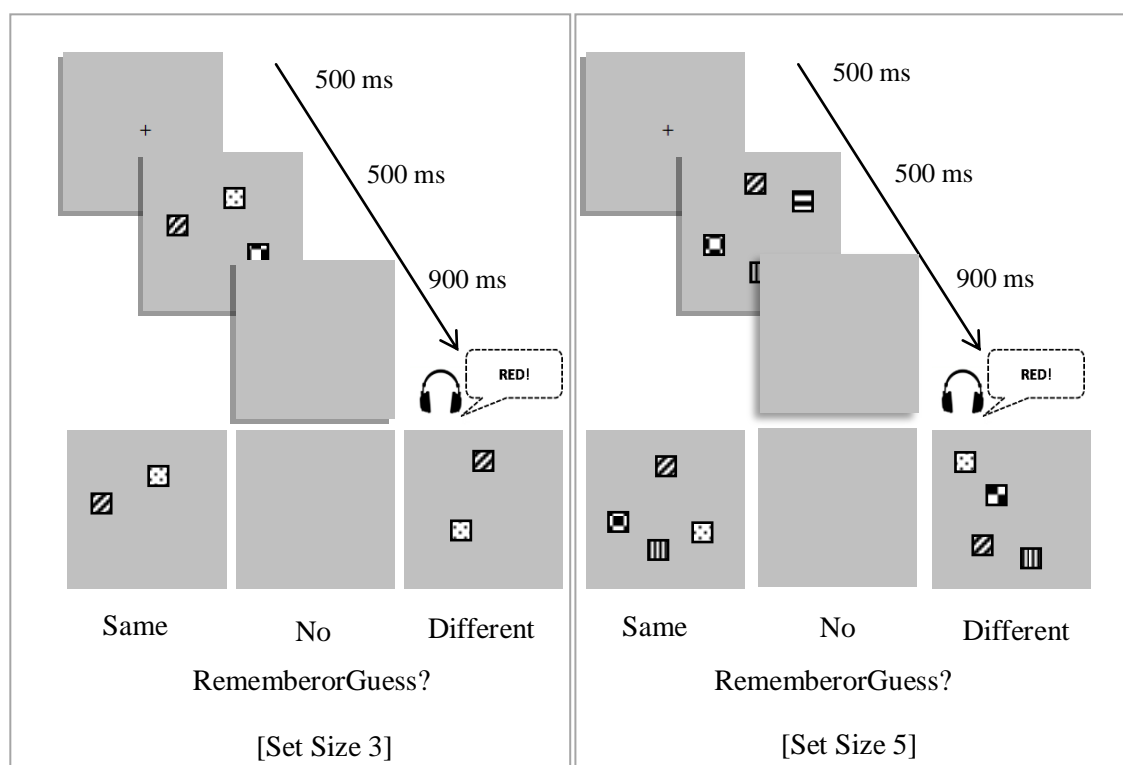 500 ms
+
500 ms
900 ms
RED!
Same
No
Different
RememberorGuess?
[Set Size 3]
500 ms
+
500 ms
900 ms
RED!
Same
No
Different
RememberorGuess?
[Set Size 5]